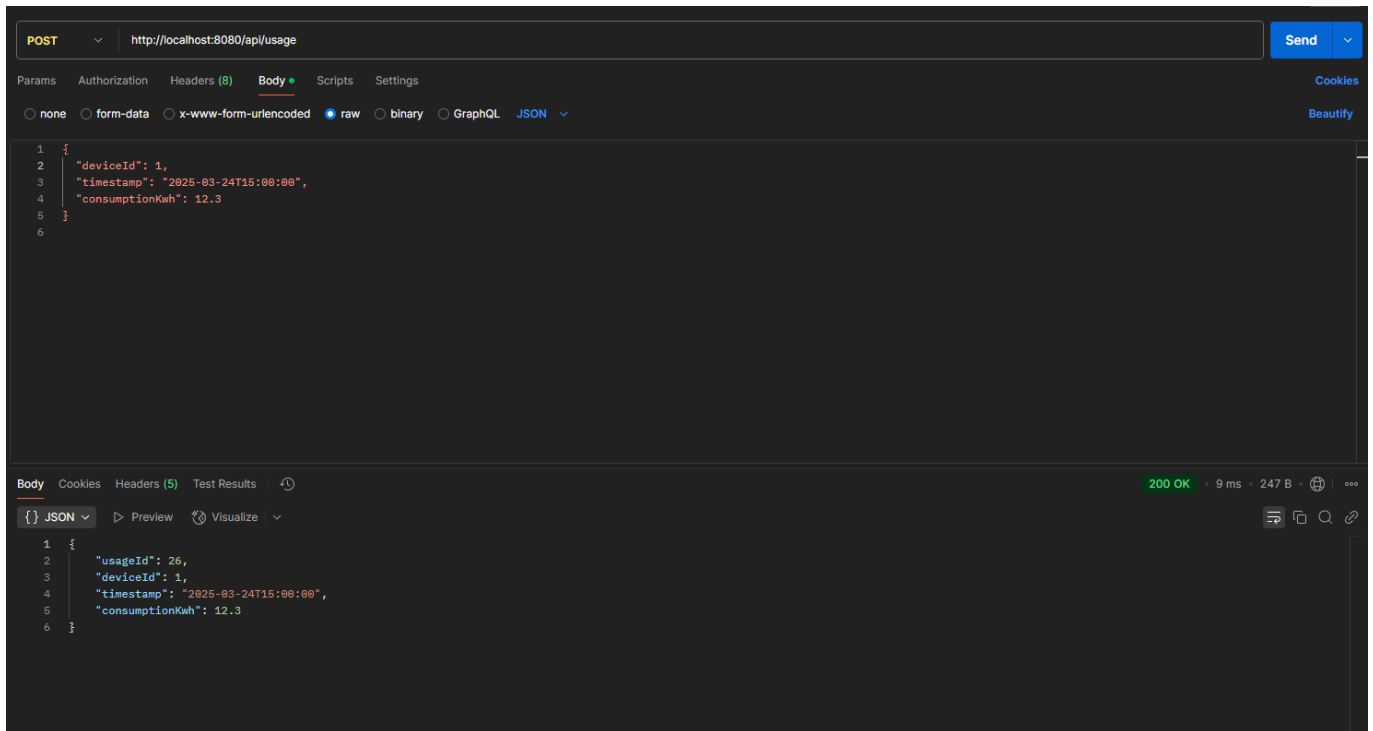 POST http://localhost:8080/api/usage Send
Params Authorization Headers (8) Body Scripts Settings Cookies
none form-data x-www-form-urlencoded raw binary GraphQL JSON Beautify
1 {
2 "deviceId": 1,
3 "timestamp": "2025-03-24T15:00:00",
4 "consumptionKwh": 12.3
5 }
6
Body Cookies Headers (5) Test Results 200 OK 9 ms 247 B
{} JSON Preview Visualize
1 {
2 "usageId": 26,
3 "deviceId": 1,
4 "timestamp": "2025-03-24T15:00:00",
5 "consumptionKwh": 12.3
6 }